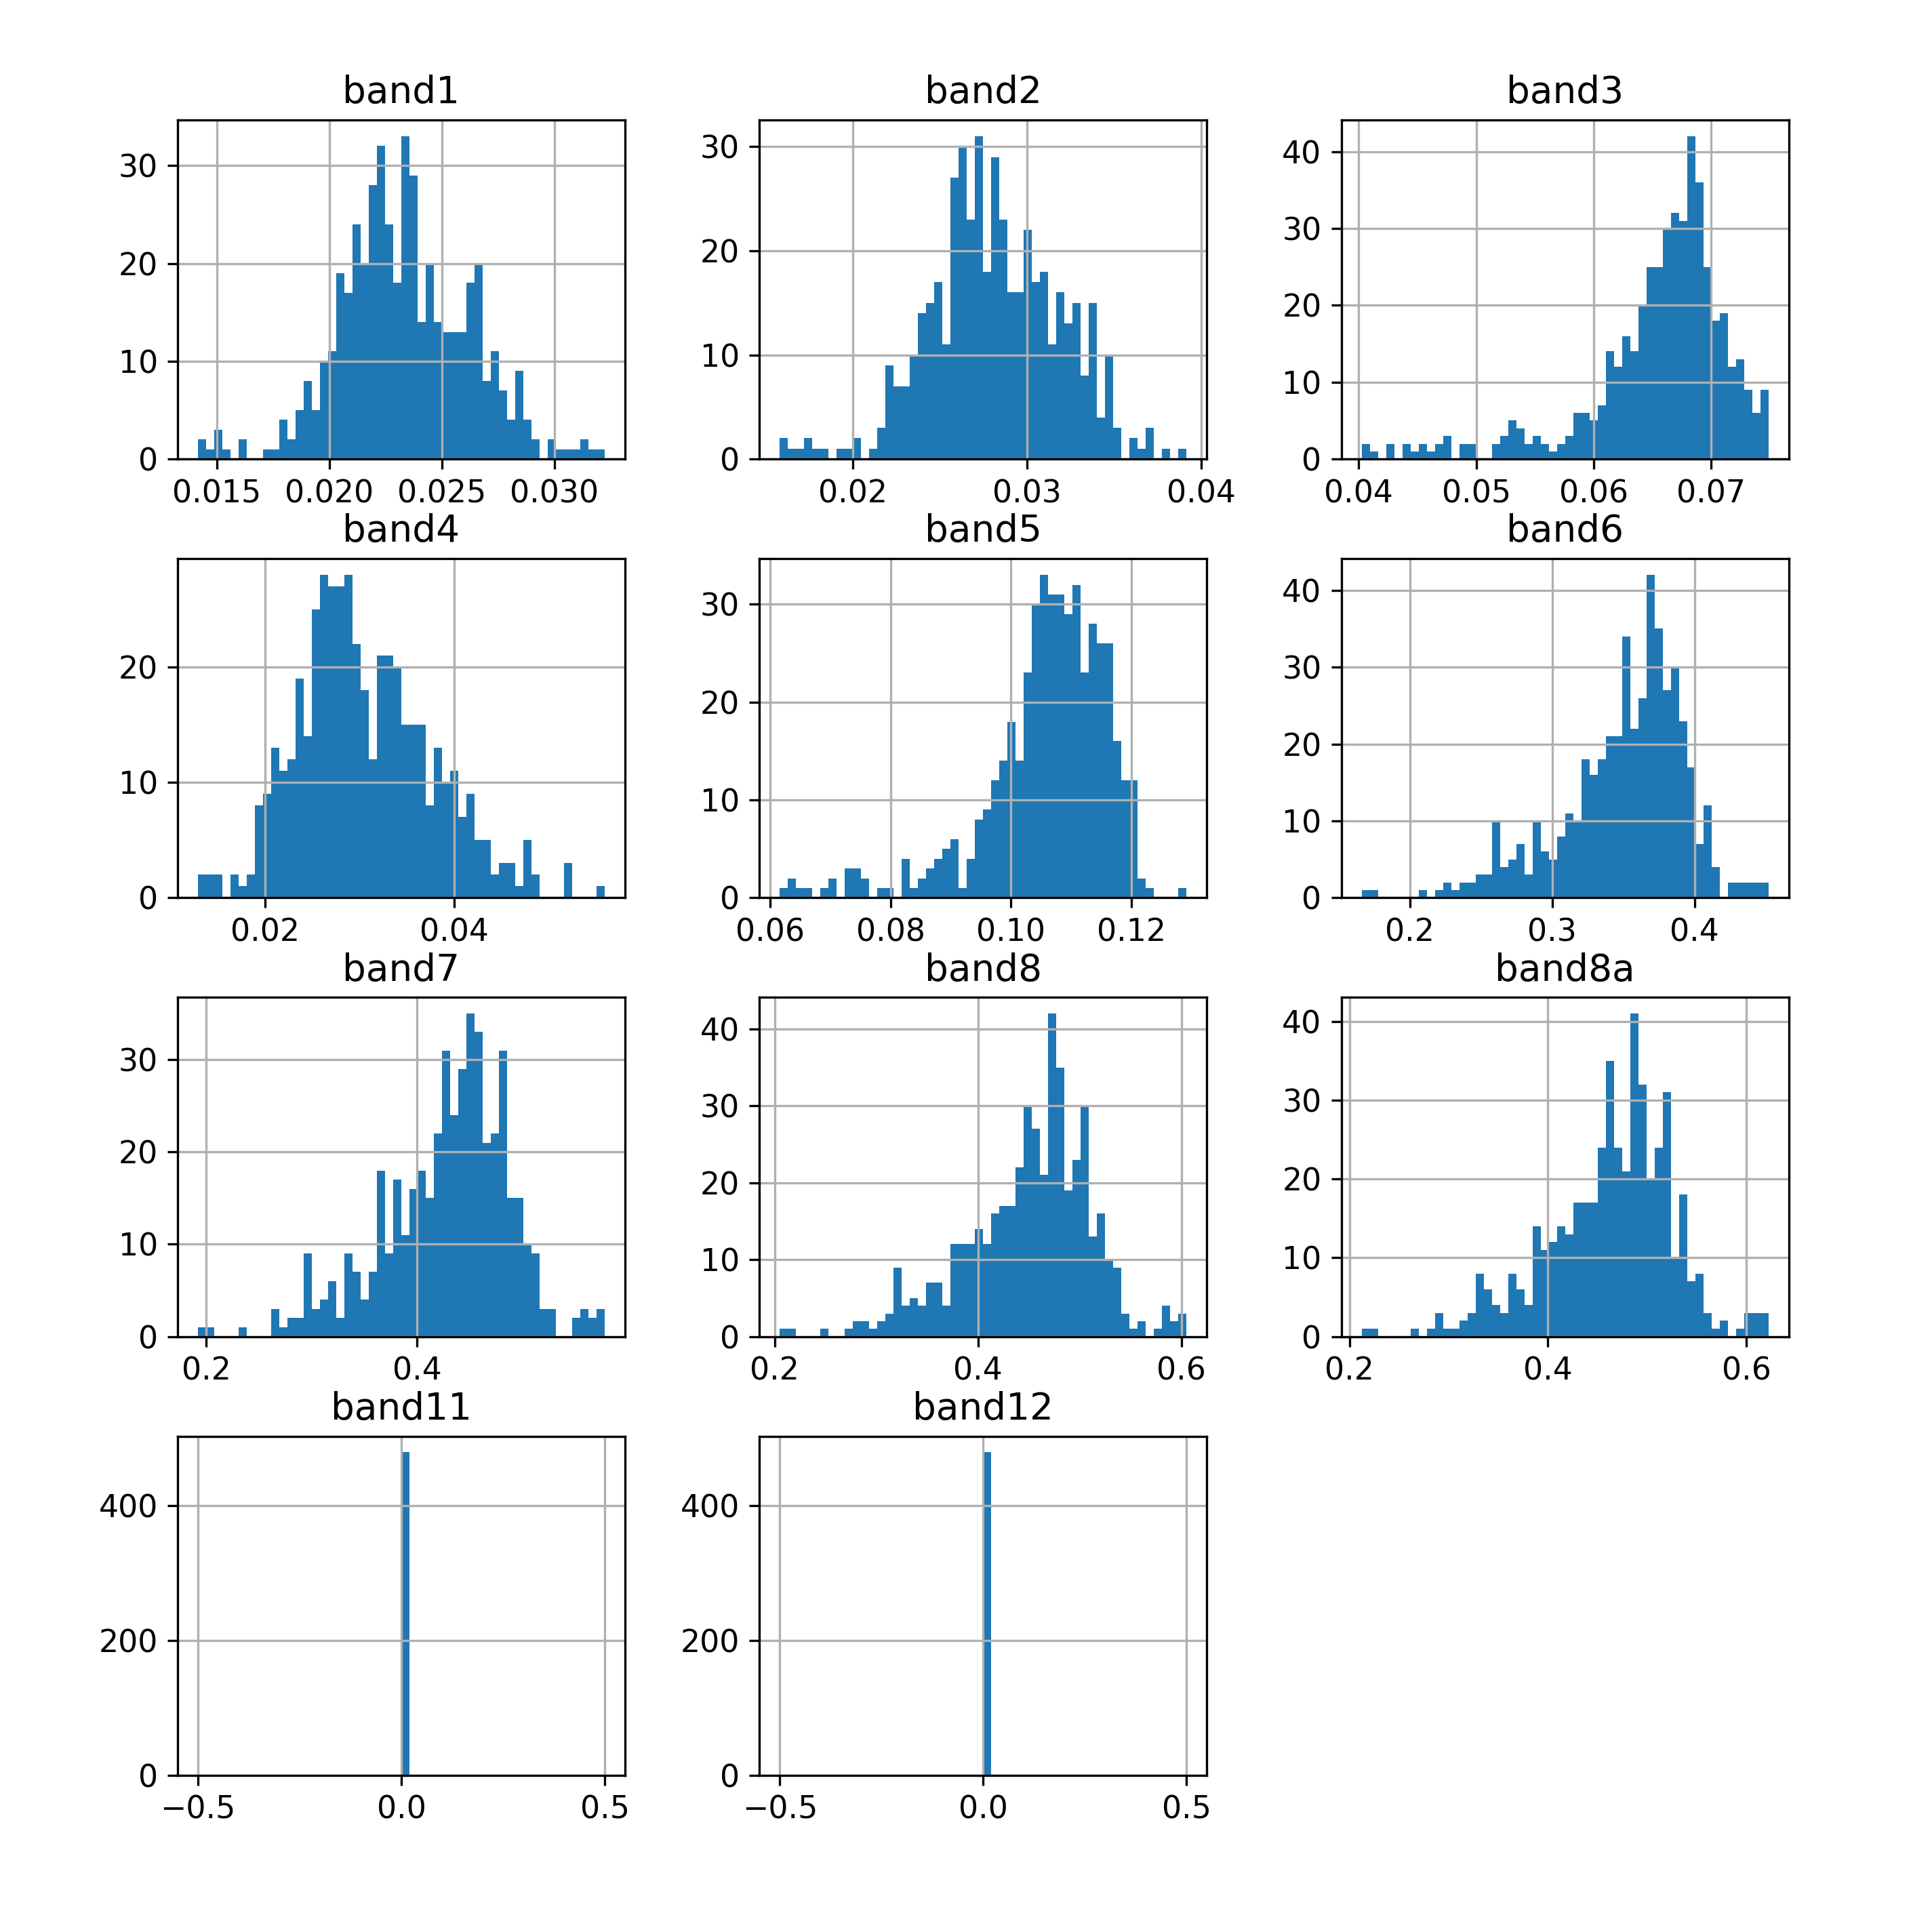 band1 band2 band3
30 30 40
20 20 30
10 10 20
0 0 10
0
0.015 0.020 0.025 0.030 0.02 0.03 0.04 0.04 0.05 0.06 0.07
band4 band5 band6
20 30 40
10 20 30
0 10 20
0 10
0
0.02 0.04 0.06 0.08 0.10 0.12 0.2 0.3 0.4
band7 band8 band8a
30 40 40
20 30 30
10 20 20
0 10 10
0 0
0.2 0.4 0.2 0.4 0.6 0.2 0.4 0.6
band11 band12
400 400
200 200
0 0
−0.5 0.0 0.5 −0.5 0.0 0.5